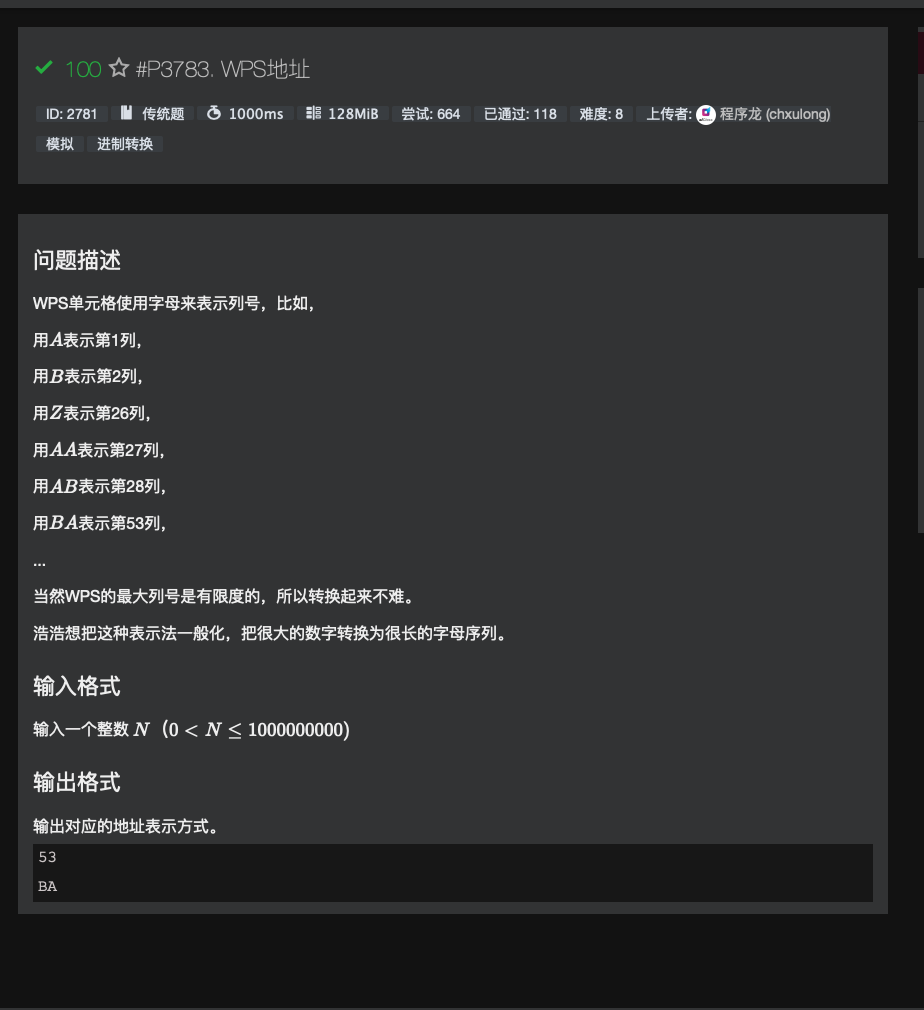 100 #P3783. WPS地址
ID: 2781 传统题 1000ms 128MiB 尝试: 664 已通过: 118 难度: 8 上传者: 程序龙 (chxulong)
模拟 进制转换
问题描述
WPS单元格使用字母来表示列号，比如，
用A表示第1列，
用B表示第2列，
用Z表示第26列，
用AA表示第27列，
用AB表示第28列，
用BA表示第53列，
...
当然WPS的最大列号是有限度的，所以转换起来不难。
浩浩想把这种表示法一般化，把很大的数字转换为很长的字母序列。
输入格式
输入一个整数 N（0 < N ≤ 1000000000)
输出格式
输出对应的地址表示方式。
53
BA